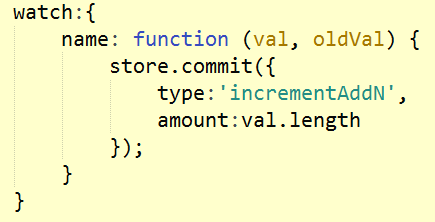 watch:{
    name: function (val, oldVal) {
        store.commit({
            type:'incrementAddN',
            amount:val.length
        });
    }
}